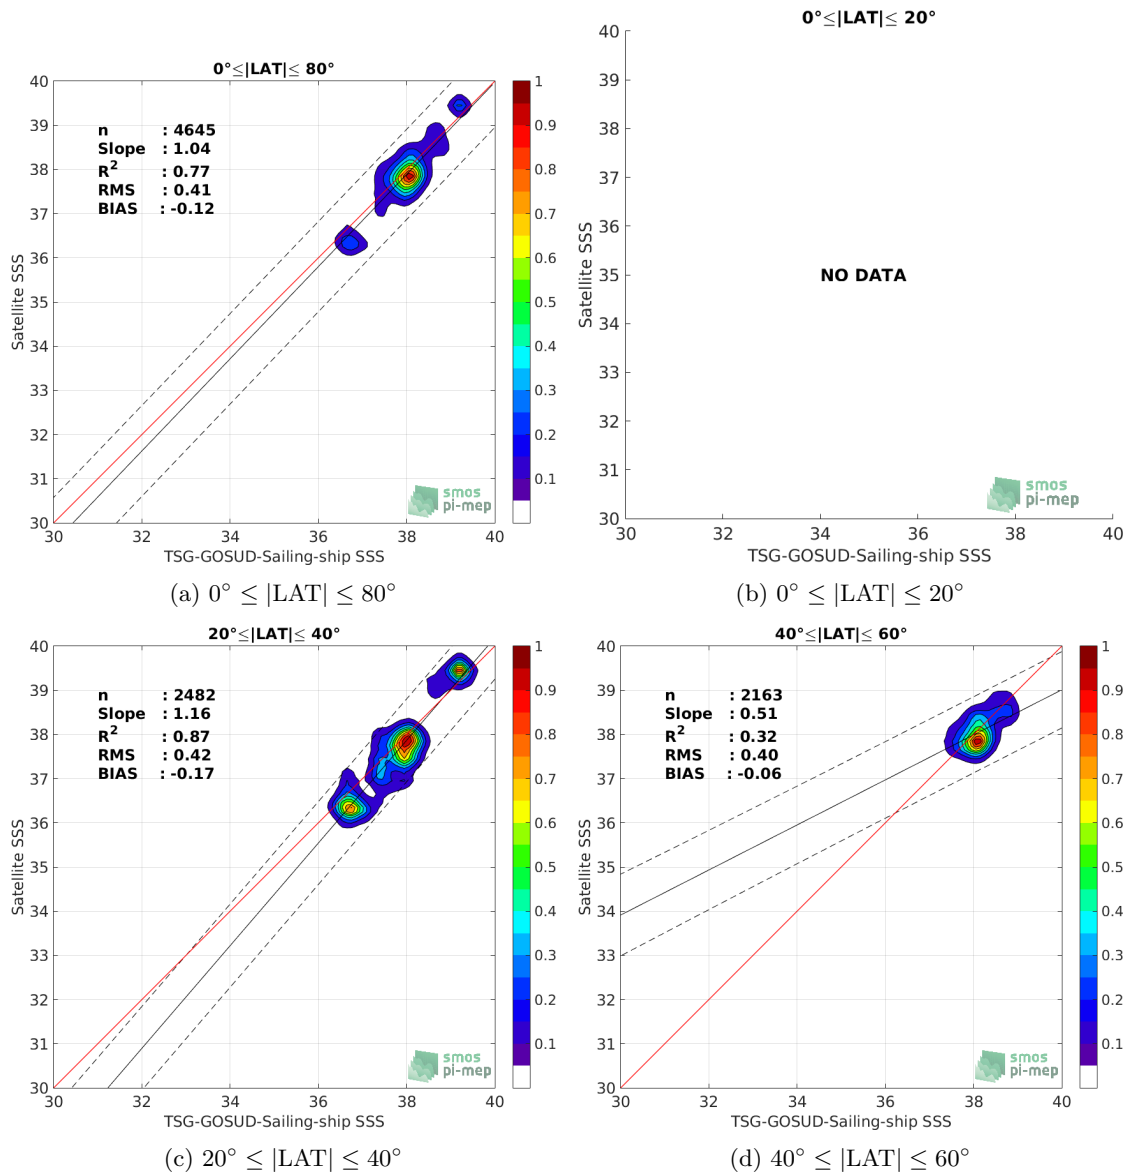 0°≤|LAT|≤ 80°
n : 4645
Slope : 1.04
R² : 0.77
RMS : 0.41
BIAS : -0.12
Satellite SSS
40
39
38
37
36
35
34
33
32
31
30
30 32 34 36 38 40
TSG-GOSUD-Sailing-ship SSS
1
0.9
0.8
0.7
0.6
0.5
0.4
0.3
0.2
0.1
smos
pi-mep
(a) 0° ≤ |LAT| ≤ 80°
0°≤|LAT|≤ 20°
NO DATA
Satellite SSS
40
39
38
37
36
35
34
33
32
31
30
30 32 34 36 38 40
TSG-GOSUD-Sailing-ship SSS
smos
pi-mep
(b) 0° ≤ |LAT| ≤ 20°
20°≤|LAT|≤ 40°
n : 2482
Slope : 1.16
R² : 0.87
RMS : 0.42
BIAS : -0.17
Satellite SSS
40
39
38
37
36
35
34
33
32
31
30
30 32 34 36 38 40
TSG-GOSUD-Sailing-ship SSS
1
0.9
0.8
0.7
0.6
0.5
0.4
0.3
0.2
0.1
smos
pi-mep
(c) 20° ≤ |LAT| ≤ 40°
40°≤|LAT|≤ 60°
n : 2163
Slope : 0.51
R² : 0.32
RMS : 0.40
BIAS : -0.06
Satellite SSS
40
39
38
37
36
35
34
33
32
31
30
30 32 34 36 38 40
TSG-GOSUD-Sailing-ship SSS
1
0.9
0.8
0.7
0.6
0.5
0.4
0.3
0.2
0.1
smos
pi-mep
(d) 40° ≤ |LAT| ≤ 60°